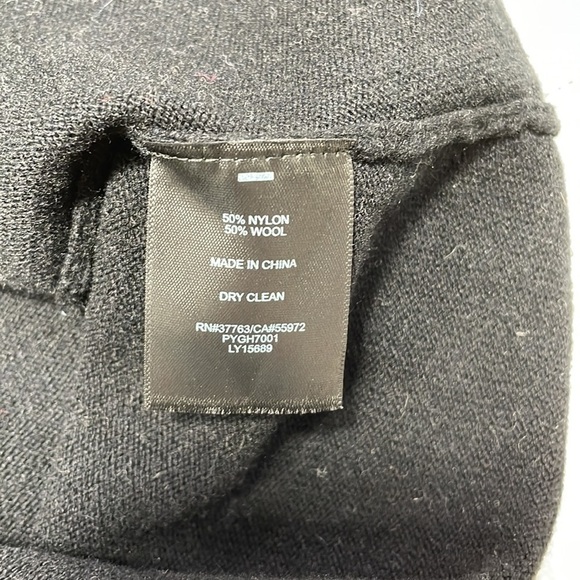 50% NYLON
50% WOOL
MADE IN CHINA
DRY CLEAN
RN#37763/CA#55972
PYGH7001
LY15689